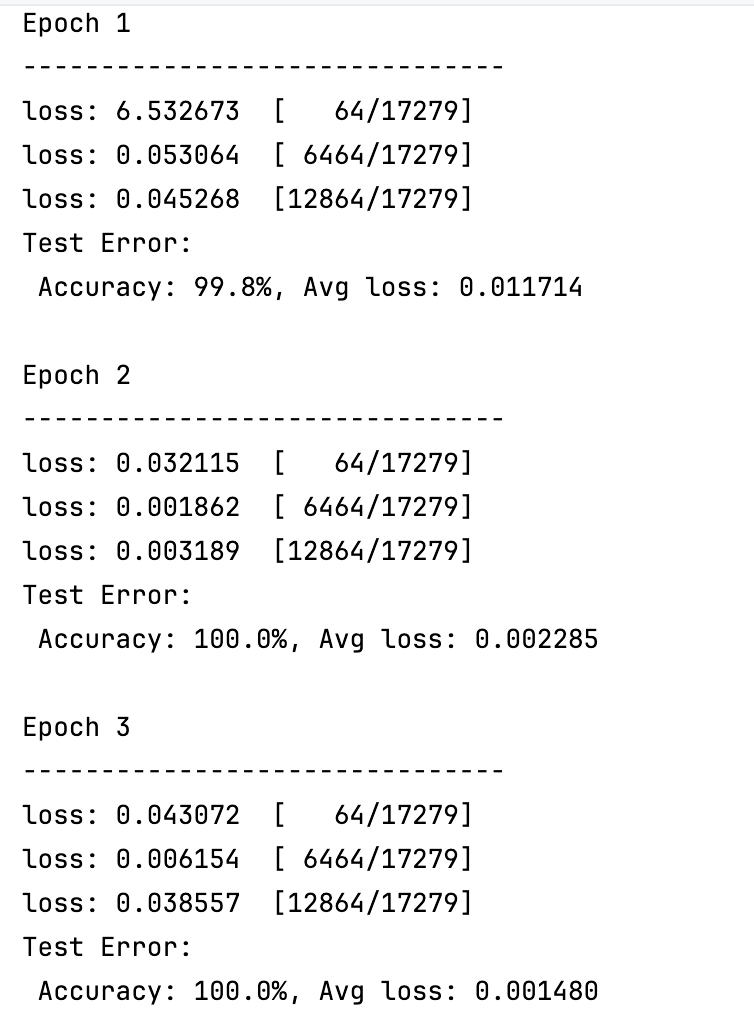 Epoch 1
-------------------------------
loss: 6.532673  [   64/17279]
loss: 0.053064  [ 6464/17279]
loss: 0.045268  [12864/17279]
Test Error:
 Accuracy: 99.8%, Avg loss: 0.011714

Epoch 2
-------------------------------
loss: 0.032115  [   64/17279]
loss: 0.001862  [ 6464/17279]
loss: 0.003189  [12864/17279]
Test Error:
 Accuracy: 100.0%, Avg loss: 0.002285

Epoch 3
-------------------------------
loss: 0.043072  [   64/17279]
loss: 0.006154  [ 6464/17279]
loss: 0.038557  [12864/17279]
Test Error:
 Accuracy: 100.0%, Avg loss: 0.001480